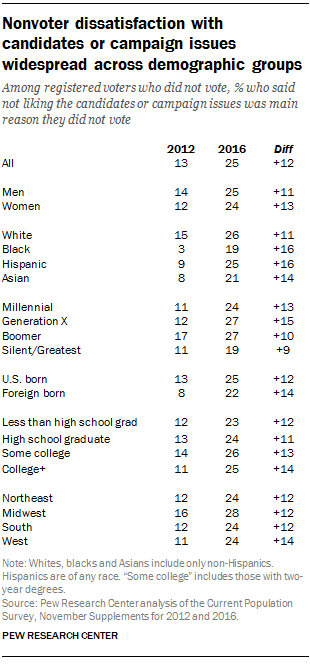 Nonvoter dissatisfaction with
candidates or campaign issues
widespread across demographic groups
Among registered voters who did not vote, % who said
not liking the candidates or campaign issues was main
reason they did not vote
2012 2016 Diff
All 13 25 +12
Men 14 25 +11
Women 12 24 +13
White 15 26 +11
Black 3 19 +16
Hispanic 9 25 +16
Asian 8 21 +14
Millennial 11 24 +13
Generation X 12 27 +15
Boomer 17 27 +10
Silent/Greatest 11 19 +9
U.S. born 13 25 +12
Foreign born 8 22 +14
Less than high school grad 12 23 +12
High school graduate 13 24 +11
Some college 14 26 +13
College+ 11 25 +14
Northeast 12 24 +12
Midwest 16 28 +12
South 12 24 +12
West 11 24 +14
Note: Whites, blacks and Asians include only non-Hispanics.
Hispanics are of any race. “Some college” includes those with two-
year degrees.
Source: Pew Research Center analysis of the Current Population
Survey, November Supplements for 2012 and 2016.
PEW RESEARCH CENTER